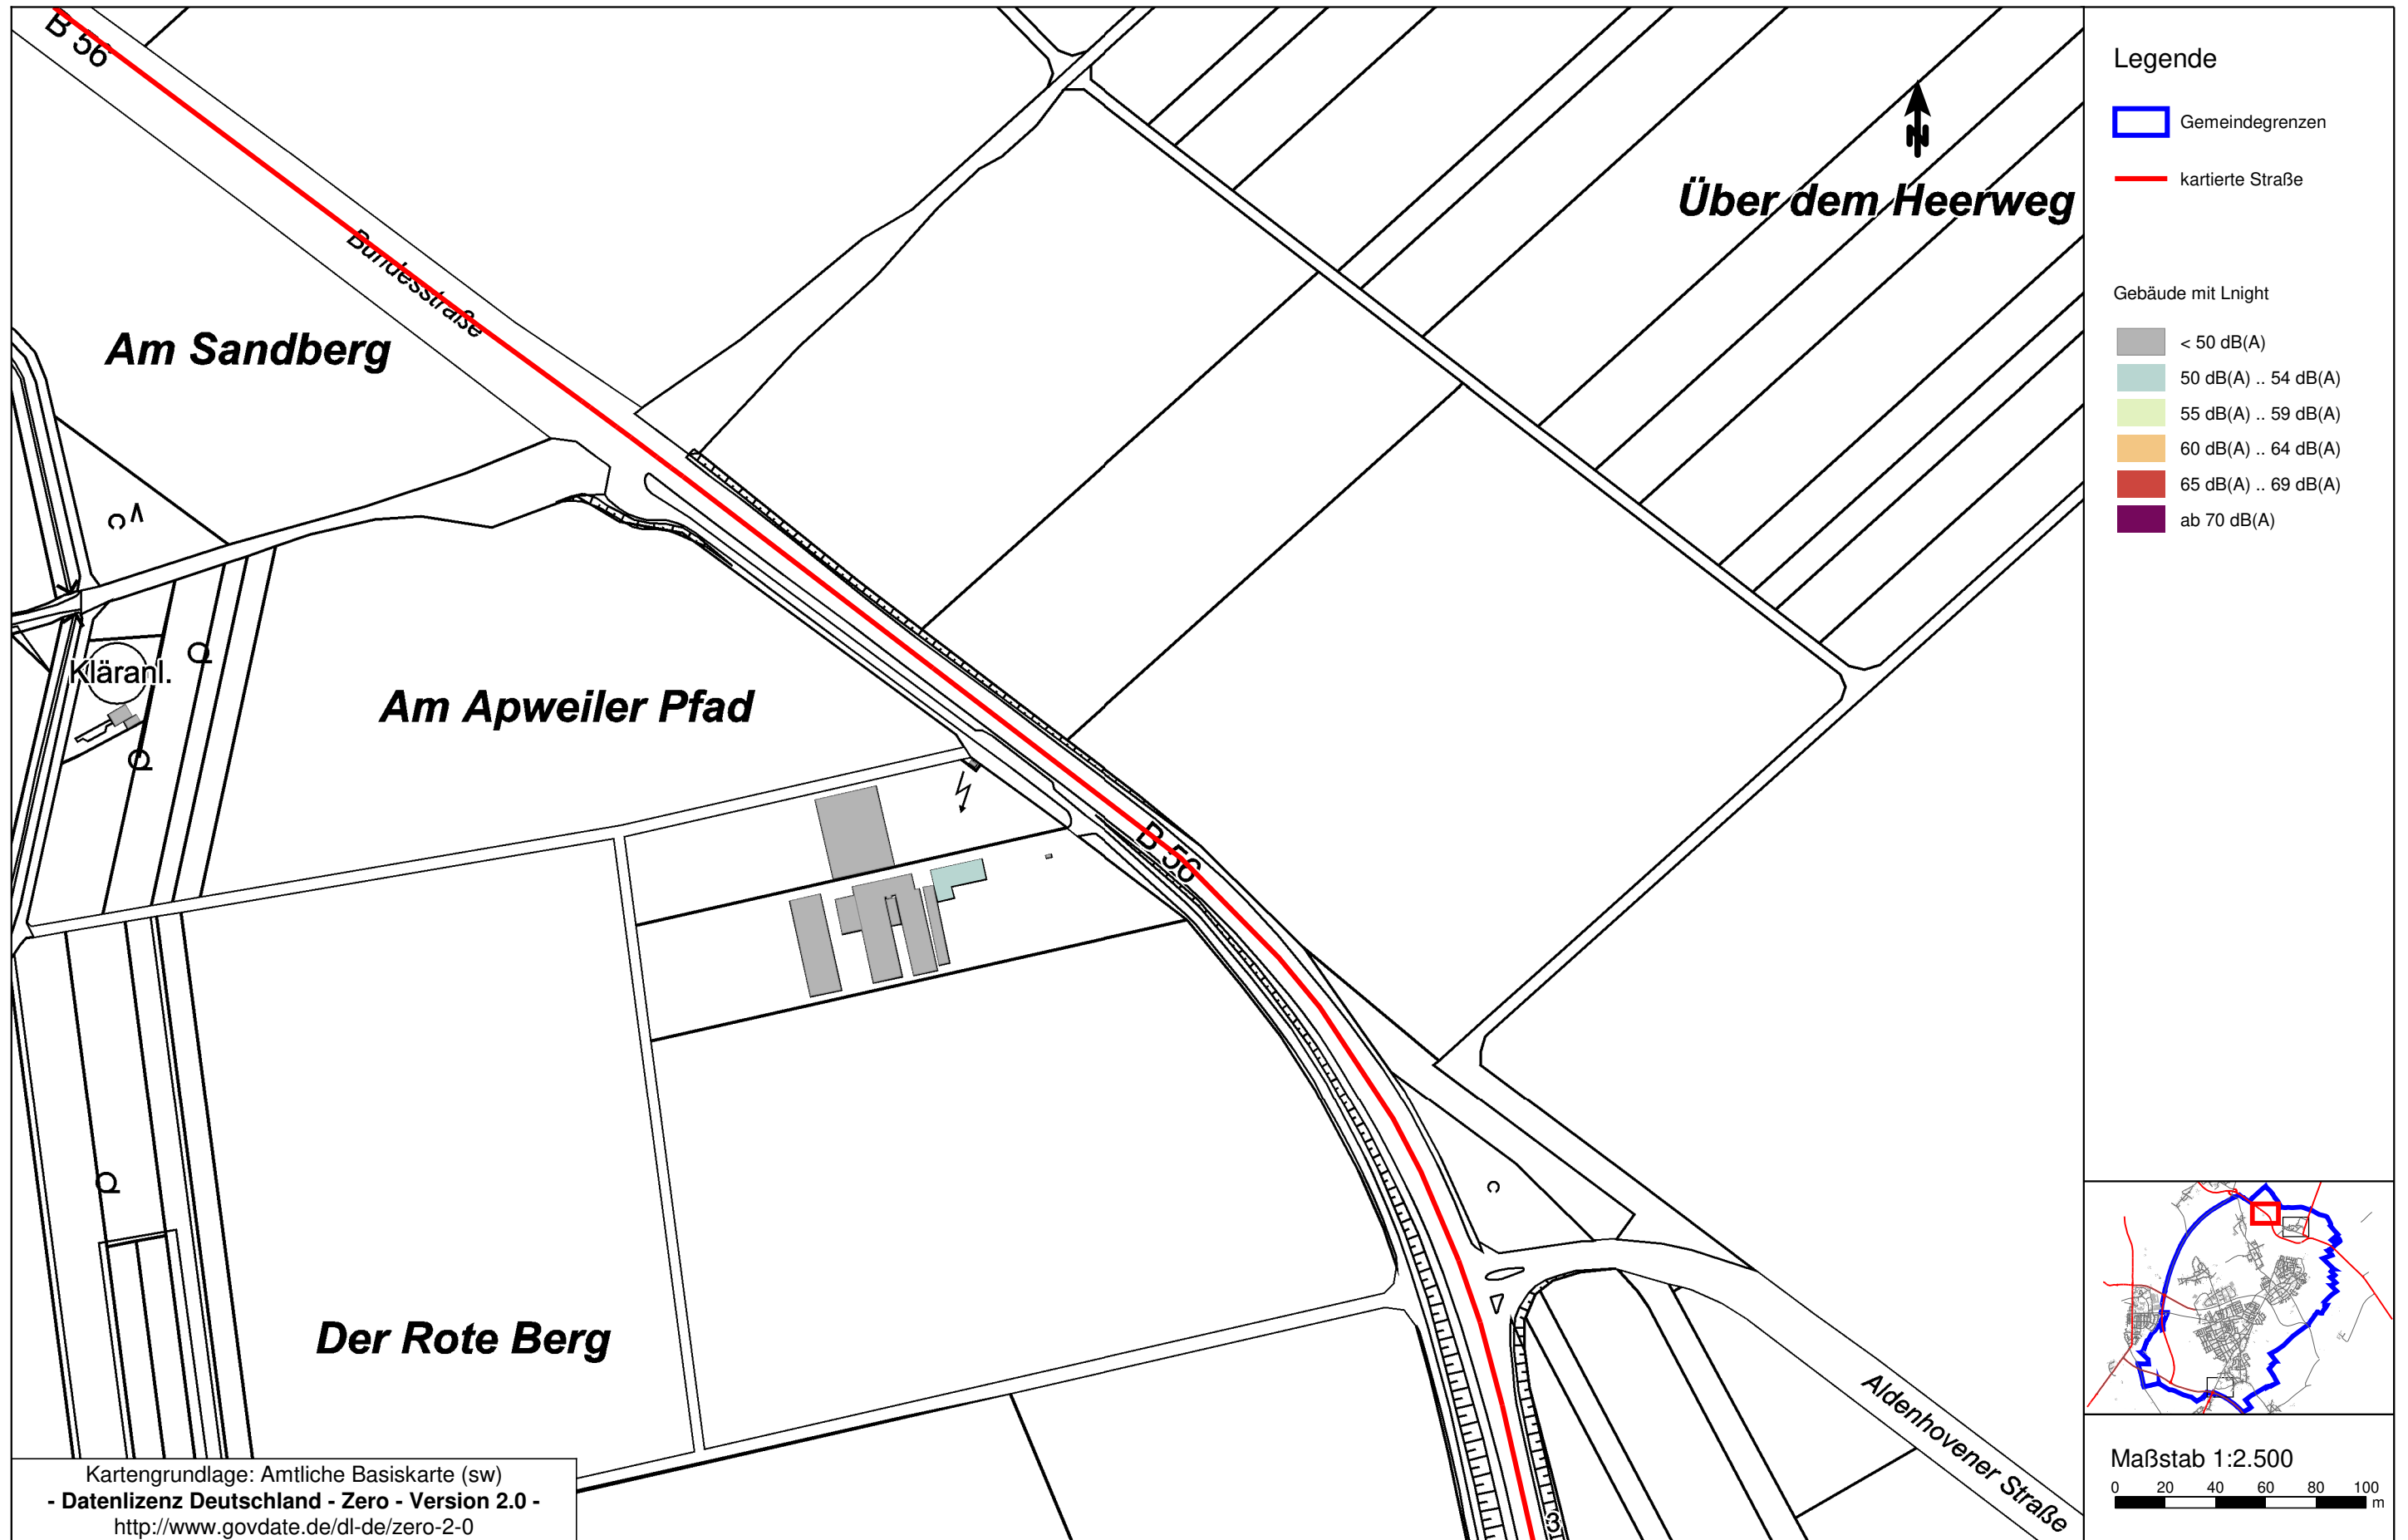 B 56
Bundesstraße
Über dem Heerweg
N
Am Sandberg
Kläranl.
Am Apweiler Pfad
B 56
Der Rote Berg
Aldenhovener Straße
3
Kartengrundlage: Amtliche Basiskarte (sw)
- Datenlizenz Deutschland - Zero - Version 2.0 -
http://www.govdate.de/dl-de/zero-2-0
Legende
Gemeindegrenzen
kartierte Straße
Gebäude mit Lnight
< 50 dB(A)
50 dB(A) .. 54 dB(A)
55 dB(A) .. 59 dB(A)
60 dB(A) .. 64 dB(A)
65 dB(A) .. 69 dB(A)
ab 70 dB(A)
Maßstab 1:2.500
0 20 40 60 80 100
m